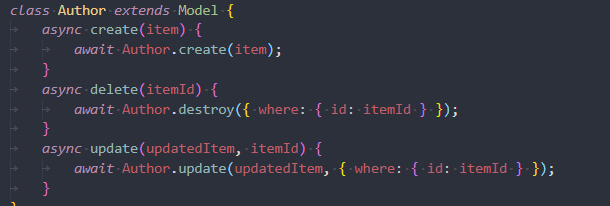 class Author extends Model {
async create(item) {
await Author.create(item);
}
async delete(itemId) {
await Author.destroy({ where: { id: itemId } });
}
async update(updatedItem, itemId) {
await Author.update(updatedItem, { where: { id: itemId } });
}
}